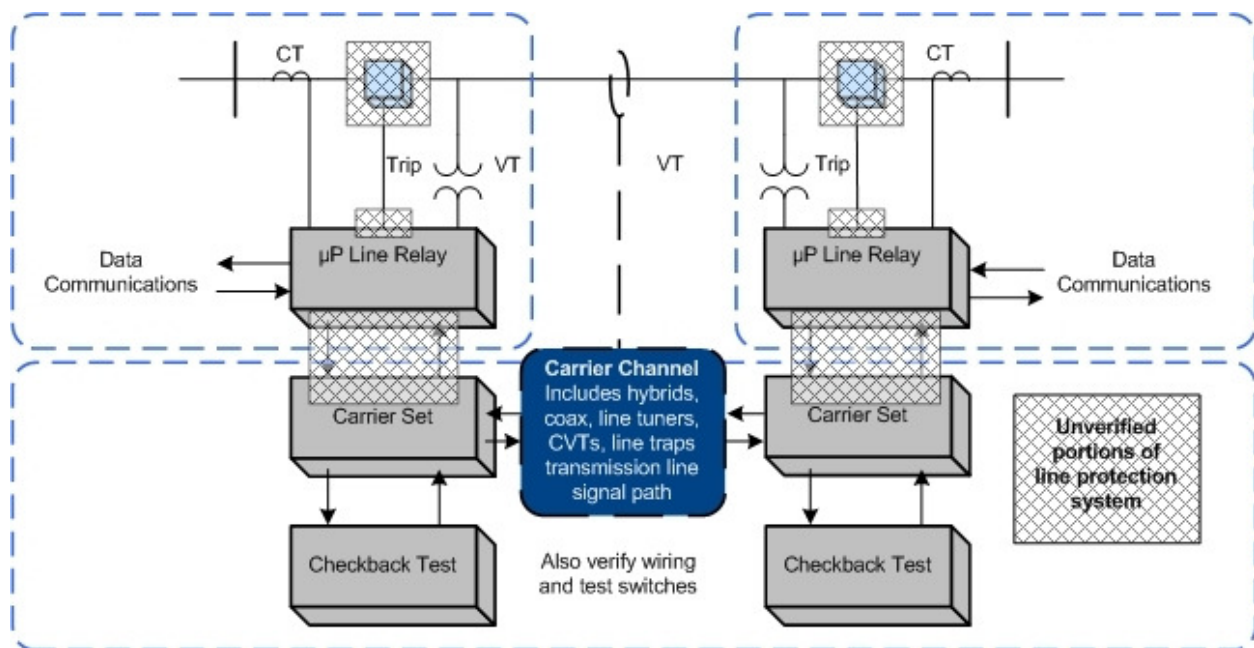 CT
CT
Trip
VT
VT
Trip
µP Line Relay
µP Line Relay
Data
Communications
Data
Communications
Carrier Channel
Includes hybrids,
coax, line tuners,
CVTs, line traps
transmission line
signal path
Carrier Set
Carrier Set
Unverified
portions of
line protection
system
Checkback Test
Also verify wiring
and test switches
Checkback Test